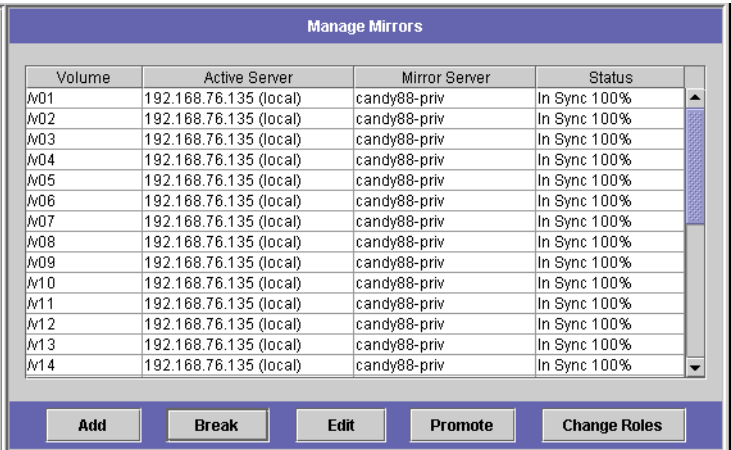 Manage Mirrors
Volume Active Server Mirror Server Status
/v01 192.168.76.135 (local) candy88-priv In Sync 100%
/v02 192.168.76.135 (local) candy88-priv In Sync 100%
/v03 192.168.76.135 (local) candy88-priv In Sync 100%
/v04 192.168.76.135 (local) candy88-priv In Sync 100%
/v05 192.168.76.135 (local) candy88-priv In Sync 100%
/v06 192.168.76.135 (local) candy88-priv In Sync 100%
/v07 192.168.76.135 (local) candy88-priv In Sync 100%
/v08 192.168.76.135 (local) candy88-priv In Sync 100%
/v09 192.168.76.135 (local) candy88-priv In Sync 100%
/v10 192.168.76.135 (local) candy88-priv In Sync 100%
/v11 192.168.76.135 (local) candy88-priv In Sync 100%
/v12 192.168.76.135 (local) candy88-priv In Sync 100%
/v13 192.168.76.135 (local) candy88-priv In Sync 100%
/v14 192.168.76.135 (local) candy88-priv In Sync 100%
Add Break Edit Promote Change Roles